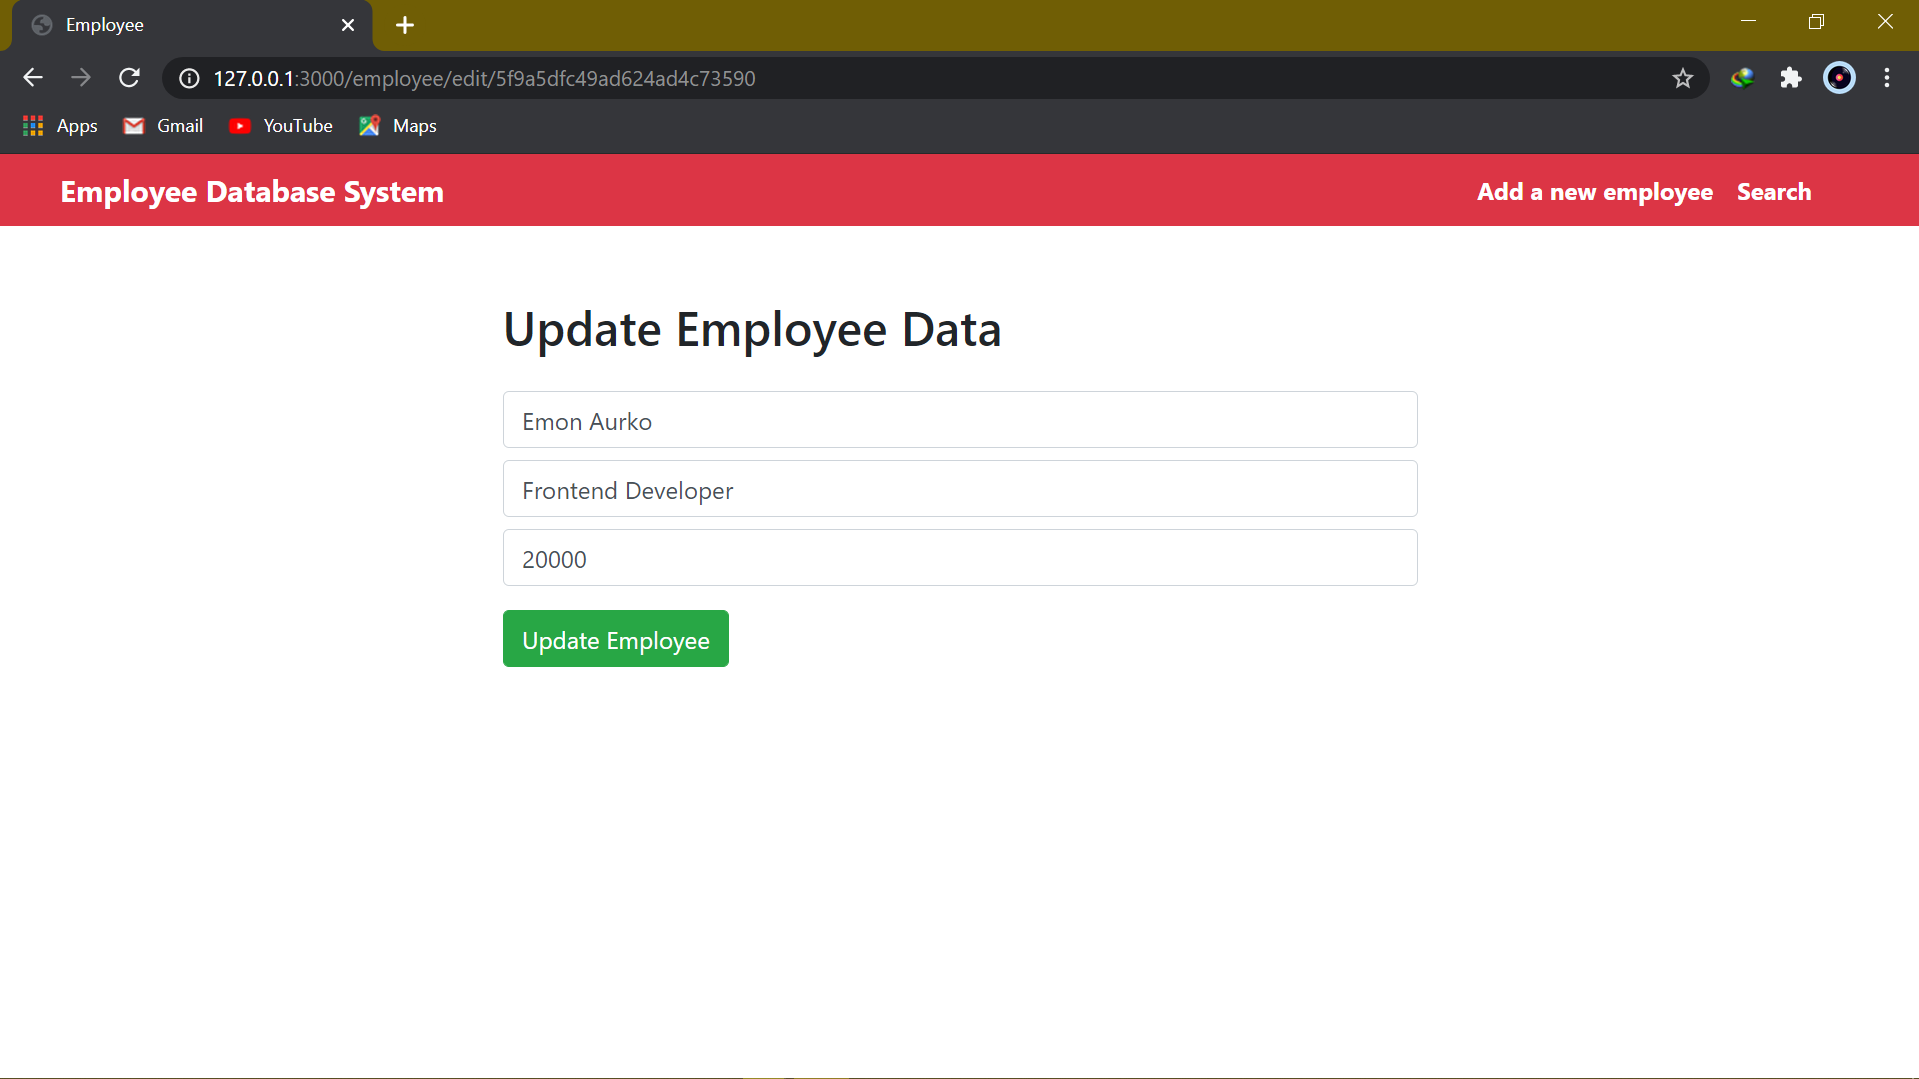 Employee
127.0.0.1:3000/employee/edit/5f9a5dfc49ad624ad4c73590
Apps Gmail YouTube Maps
Employee Database System Add a new employee Search
Update Employee Data
Emon Aurko
Frontend Developer
20000
Update Employee